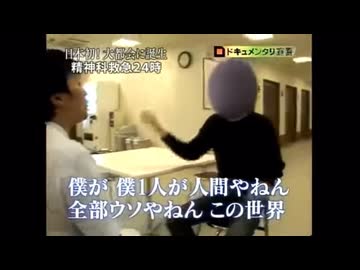 日本初!大都会に誕生
精神科救急24時
ドキュメンタリ宣言
僕が 僕1人が人間やねん
全部ウソやねん この世界